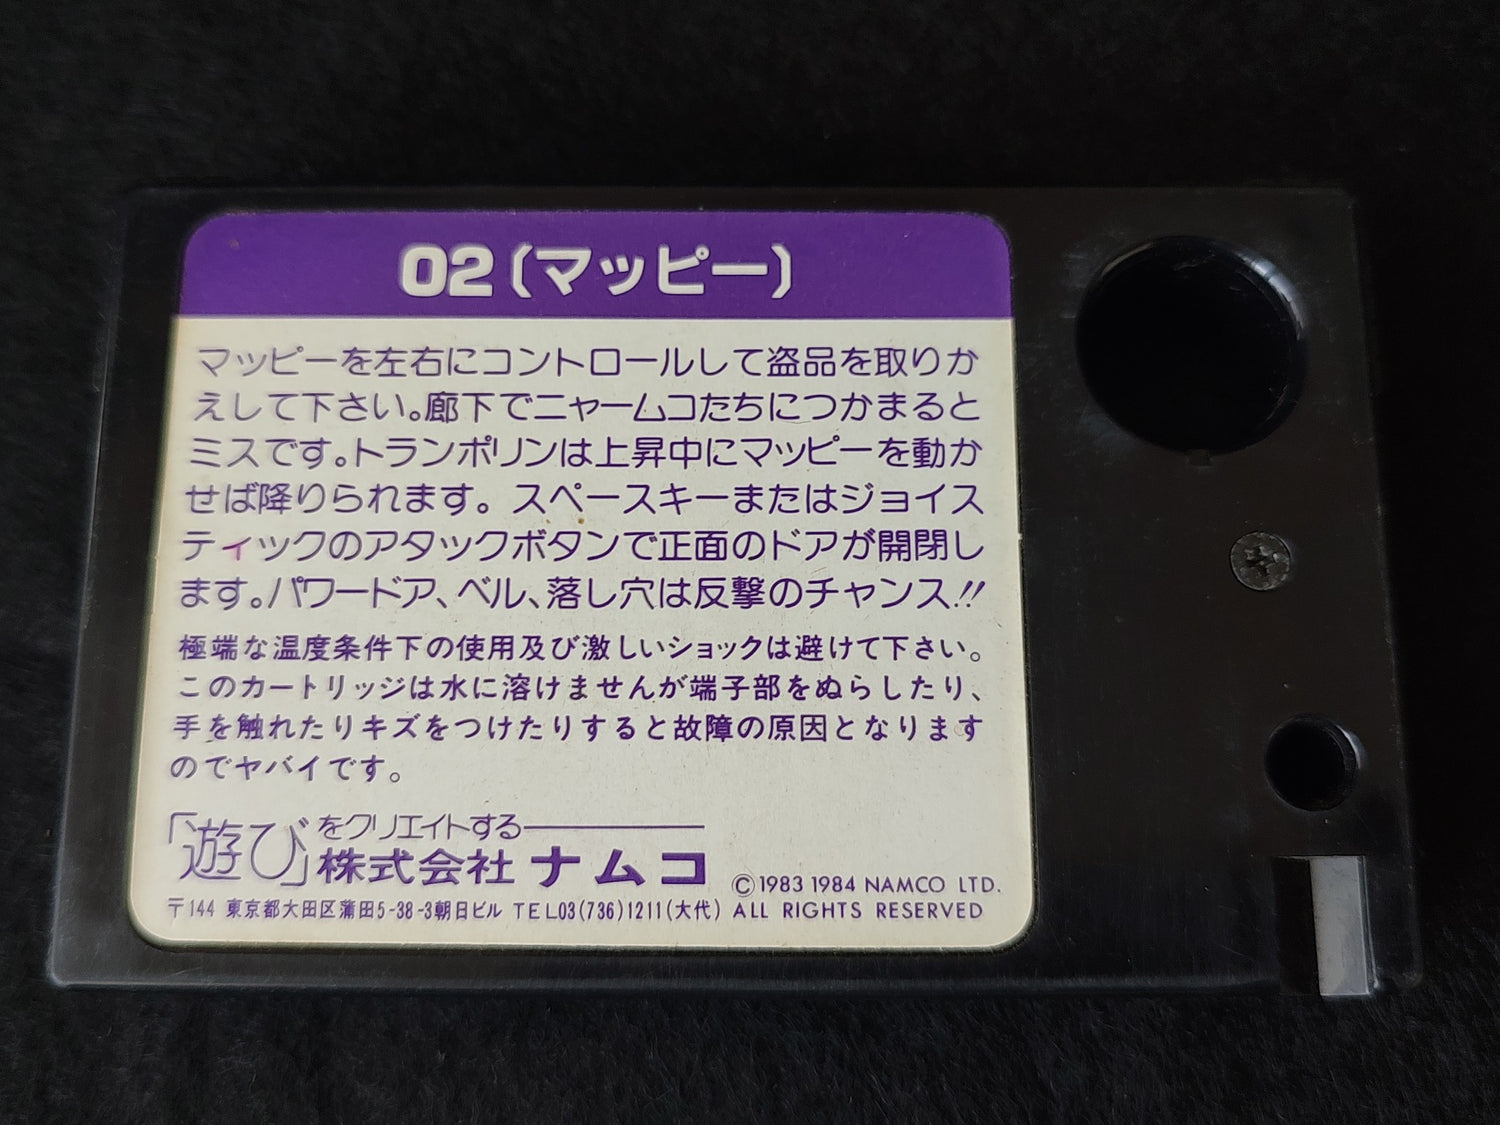 02(マッピー)
マッピーを左右にコントロールして盗品を取りか
えして下さい。廊下でニャームコたちにつかまると
ミスです。トランポリンは上昇中にマッピーを動か
せば降りられます。スペースキーまたはジョイス
ティックのアタックボタンで正面のドアが開閉し
ます。パワードア、ベル、落し穴は反撃のチャンス!!
極端な温度条件下の使用及び激しいショックは避けて下さい。
このカートリッジは水に溶けませんが端子部をぬらしたり、
手を触れたりキズをつけたりすると故障の原因となります
のでヤバイです。
「遊び」をクリエイトする
株式会社ナムコ
©1983 1984 NAMCO LTD.
〒144 東京都大田区蒲田5-38-3朝日ビル TEL03(736)1211(大代) ALL RIGHTS RESERVED